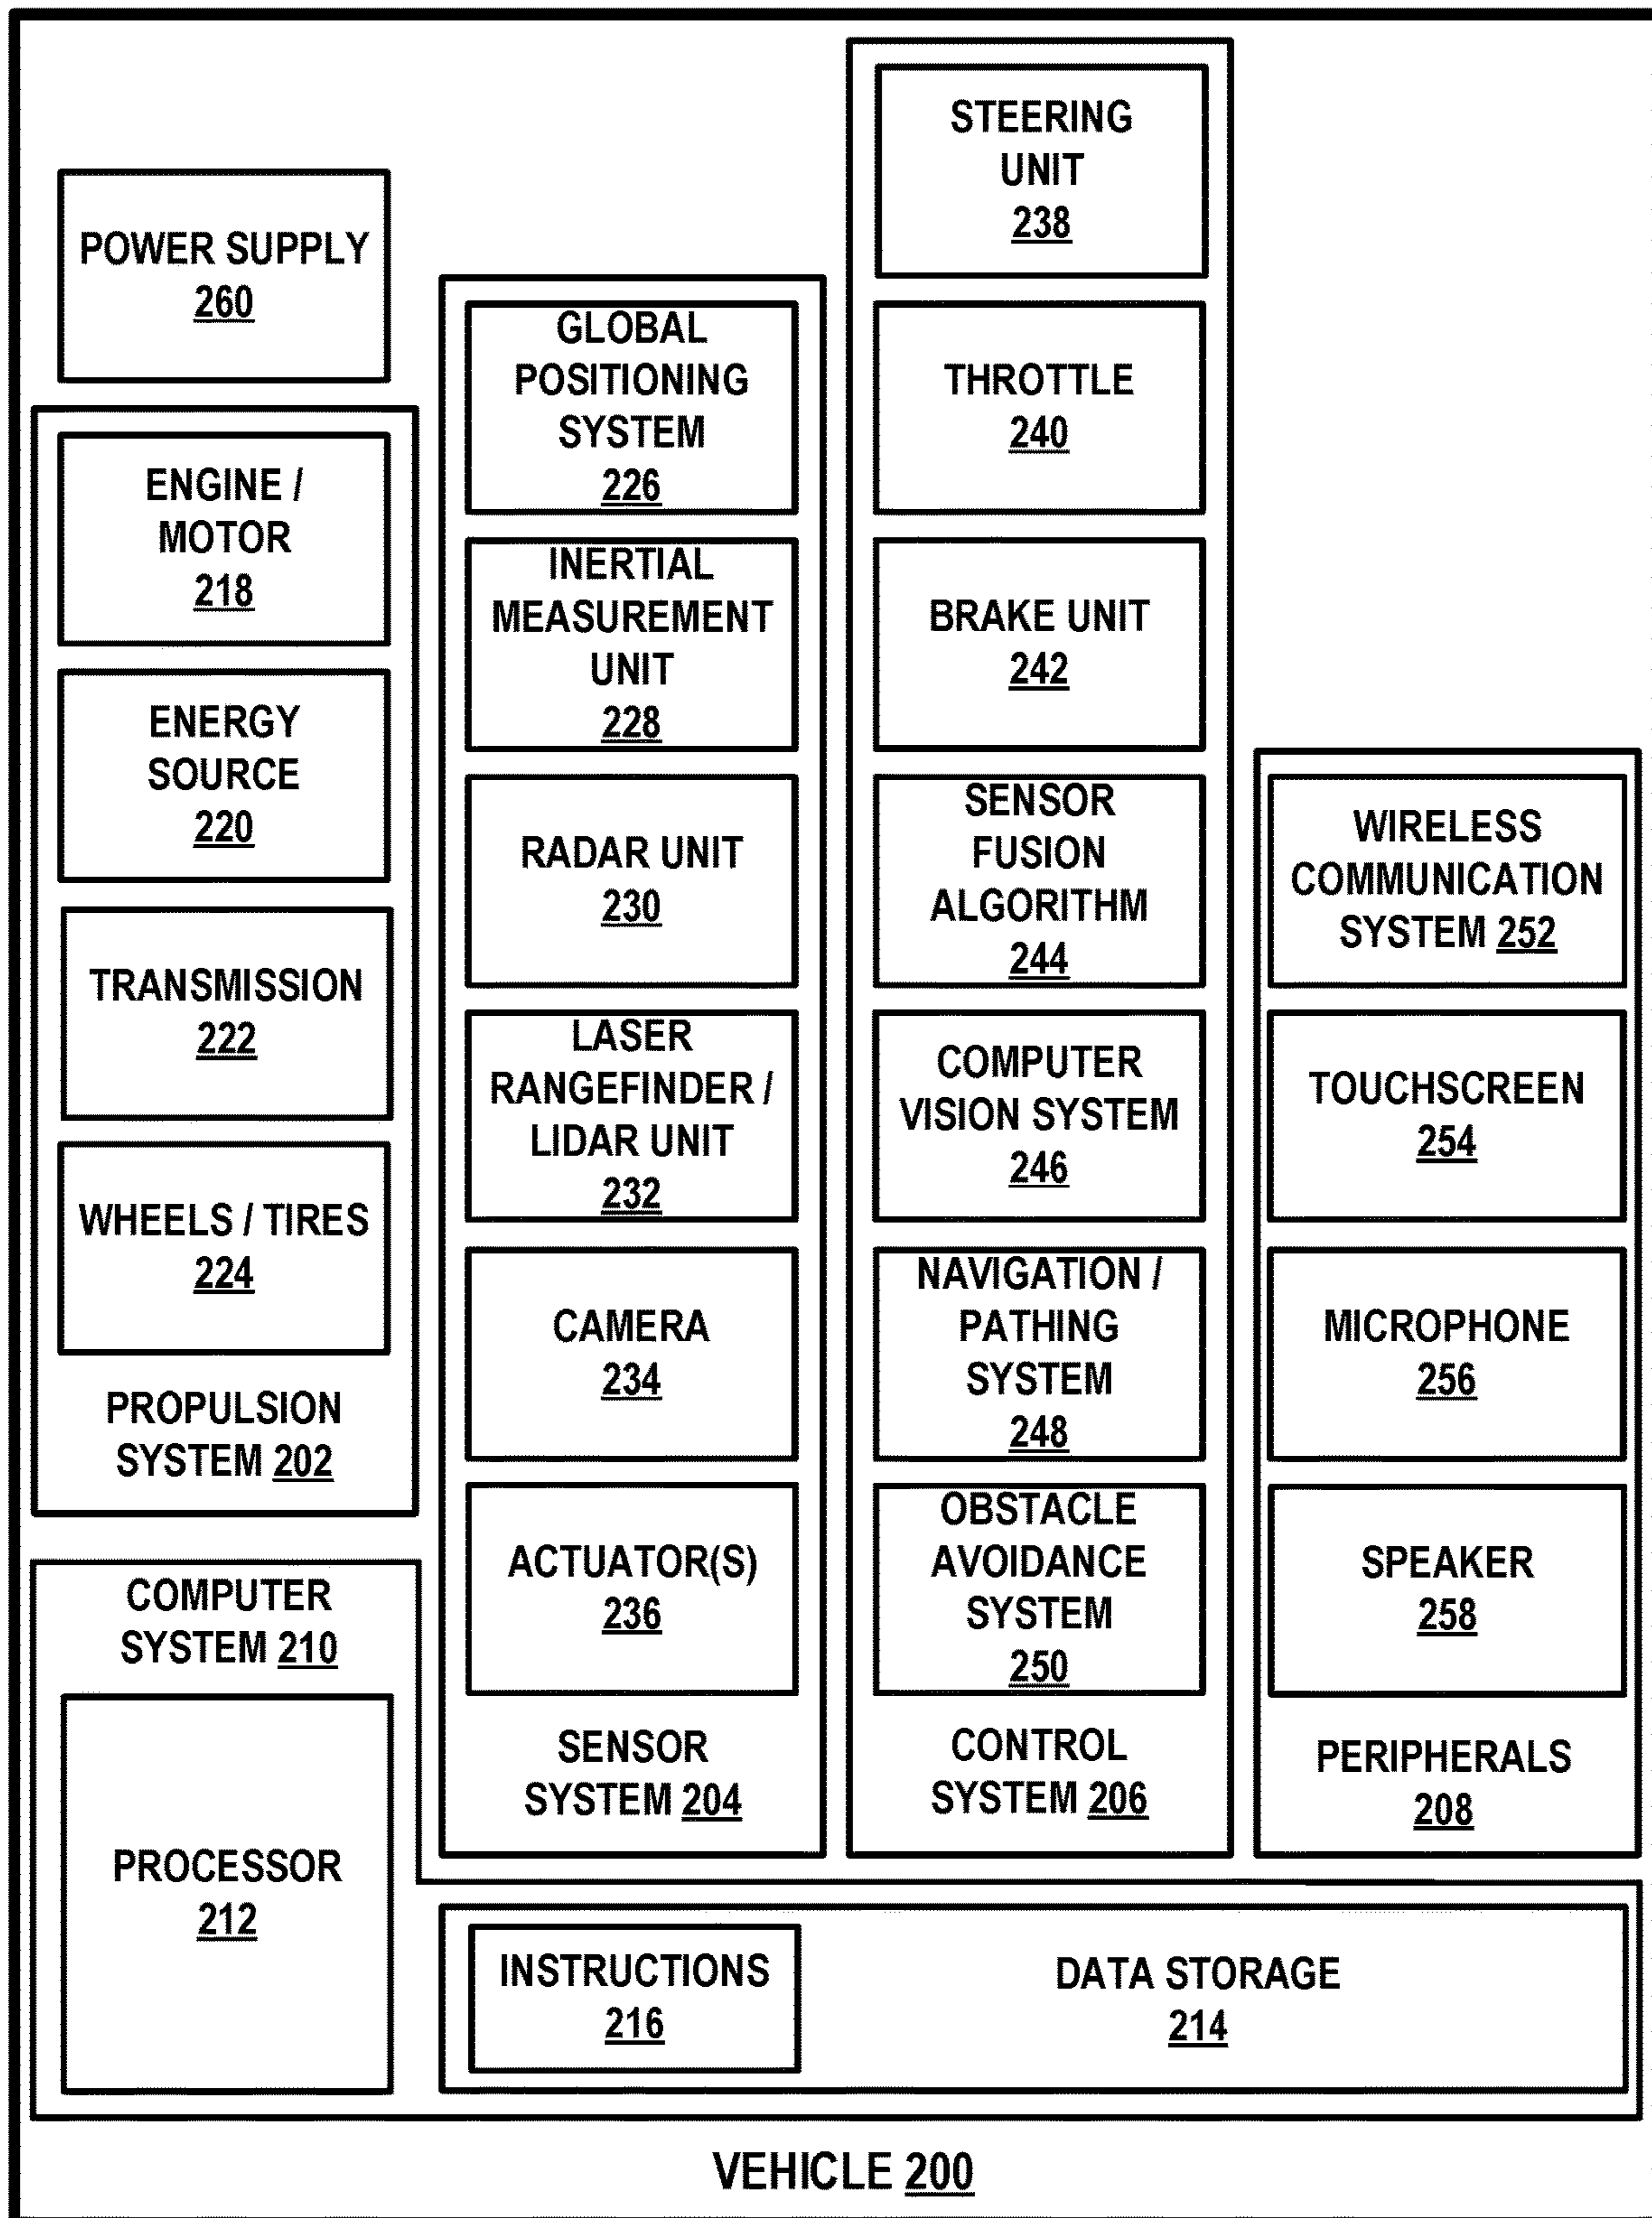 POWER SUPPLY
260
ENGINE /
MOTOR
218
ENERGY
SOURCE
220
TRANSMISSION
222
WHEELS / TIRES
224
PROPULSION
SYSTEM 202
GLOBAL
POSITIONING
SYSTEM
226
INERTIAL
MEASUREMENT
UNIT
228
RADAR UNIT
230
LASER
RANGEFINDER /
LIDAR UNIT
232
CAMERA
234
ACTUATOR(S)
236
SENSOR
SYSTEM 204
STEERING
UNIT
238
THROTTLE
240
BRAKE UNIT
242
SENSOR
FUSION
ALGORITHM
244
COMPUTER
VISION SYSTEM
246
NAVIGATION /
PATHING
SYSTEM
248
OBSTACLE
AVOIDANCE
SYSTEM
250
CONTROL
SYSTEM 206
WIRELESS
COMMUNICATION
SYSTEM 252
TOUCHSCREEN
254
MICROPHONE
256
SPEAKER
258
PERIPHERALS
208
COMPUTER
SYSTEM 210
PROCESSOR
212
INSTRUCTIONS
216
DATA STORAGE
214
VEHICLE 200